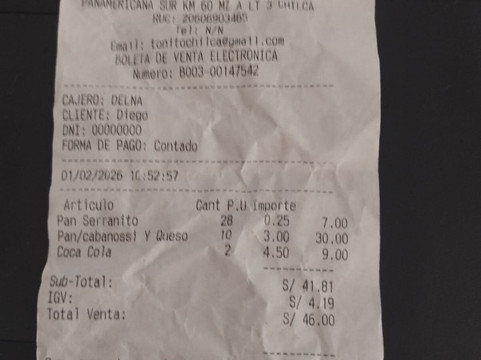 PANAMERICANA SUR KM 60 MZ A LT 3 CHILCA
RUC: 20606903465
Tel: N/N
Email: tonitochilca@gmail.com
BOLETA DE VENTA ELECTRONICA
Numero: B003-00147542
CAJERO: DELNA
CLIENTE: Diego
DNI: 00000000
FORMA DE PAGO: Contado
01/02/2026 :52:57
Articulo Cant P.U Importe
Pan Serranito 28 0.25 7.00
Pan/cabanossi Y Queso 10 3.00 30.00
Coca Cola 2 4.50 9.00
Sub-Total: S/ 41.81
IGV: S/ 4.19
Total Venta: S/ 46.00